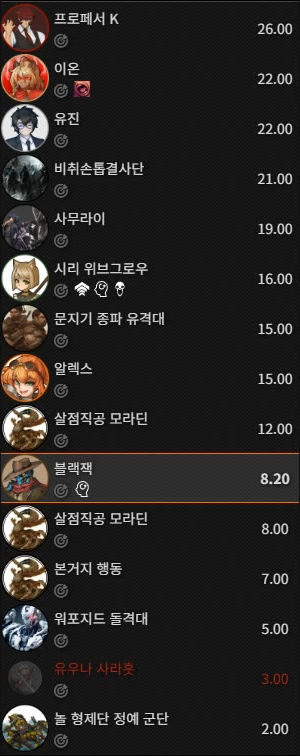 프로페서 K
26.00
이온
22.00
유진
22.00
비취손톱결사단
21.00
사무라이
19.00
시리 위브그로우
16.00
문지기 종파 유격대
15.00
알렉스
15.00
살점직공 모라딘
12.00
블랙잭
8.20
살점직공 모라딘
8.00
본거지 행동
7.00
워포지드 돌격대
5.00
유우나 사라홋
3.00
놀 형제단 정예 군단
2.00